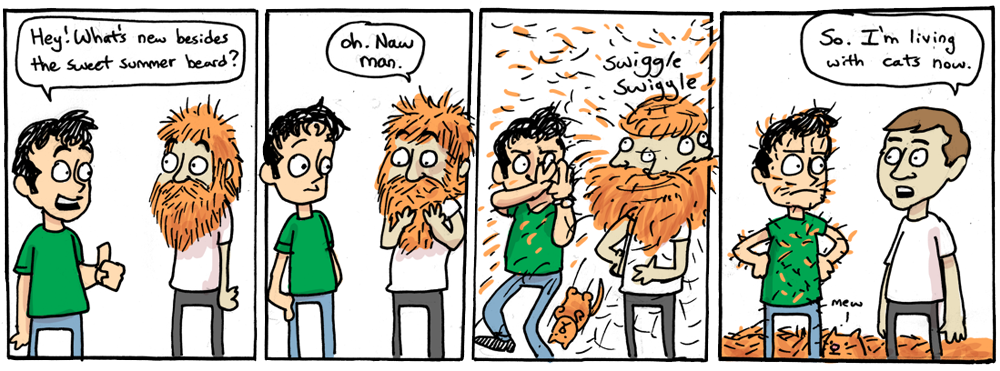 Hey! What's new besides
the sweet summer beard?
oh. Naw
man.
Swiggle
Swiggle
So. I'm living
with cats now.
mew